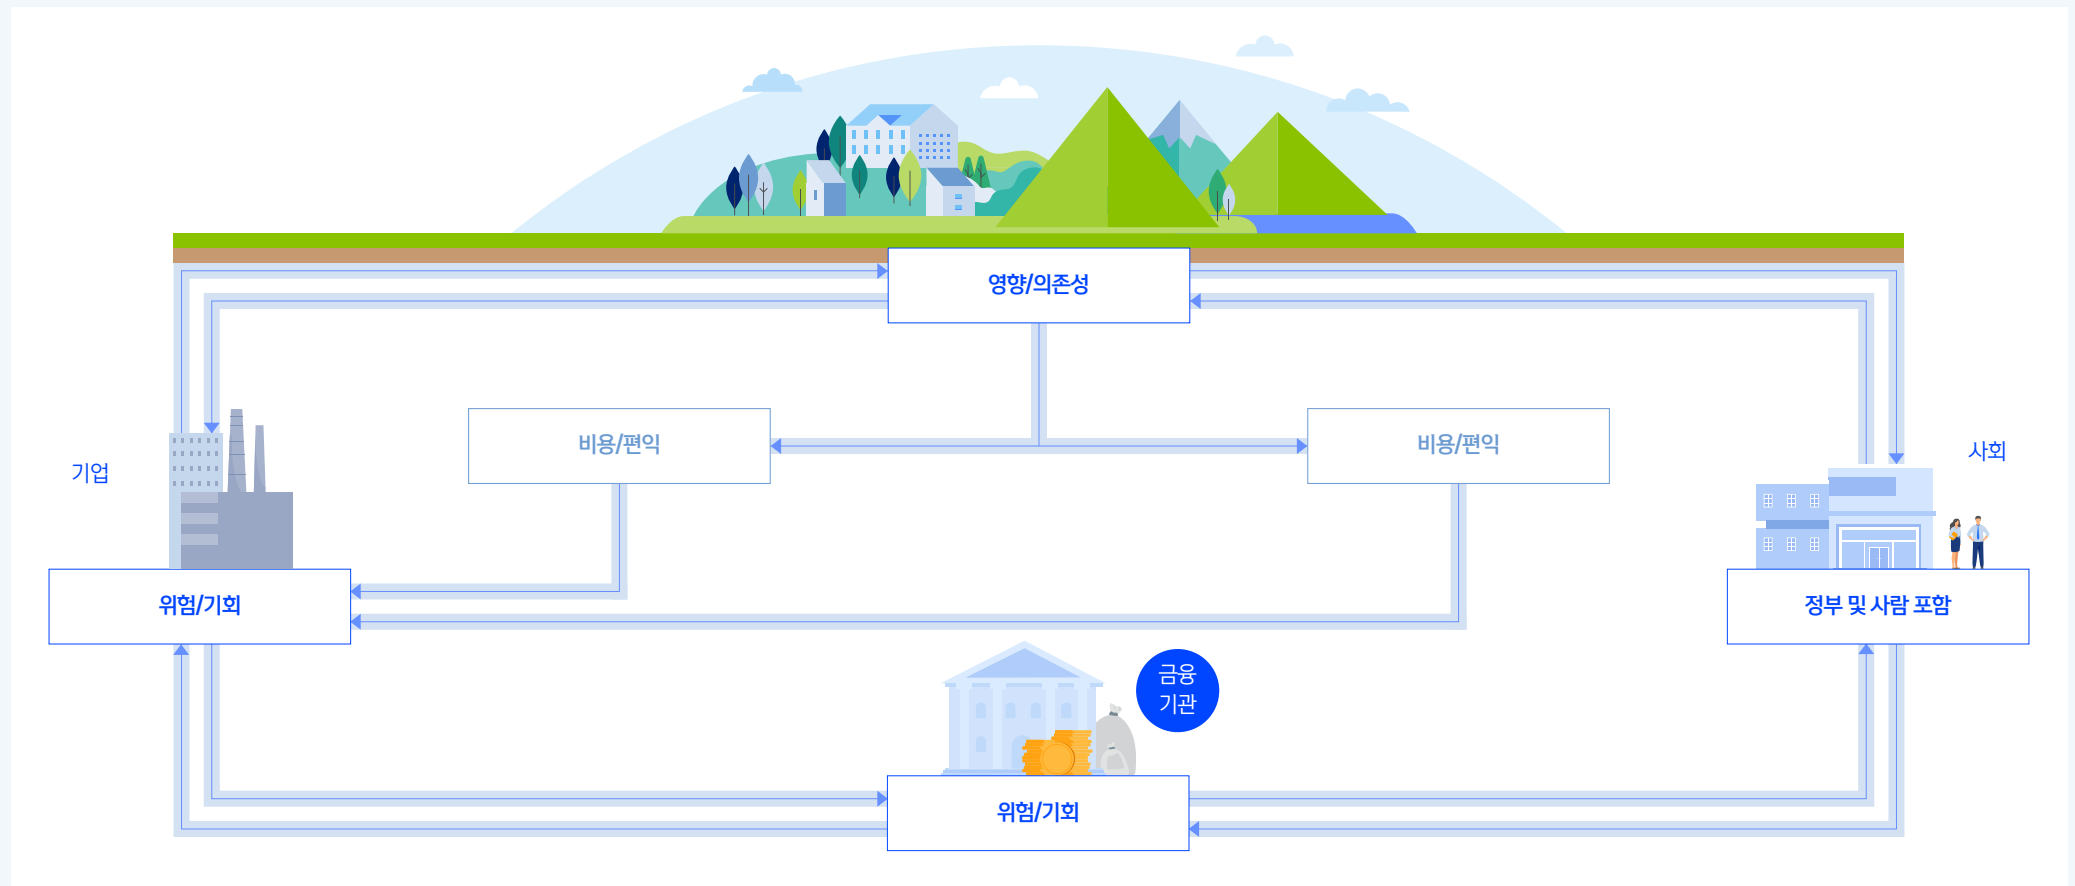 영향/의존성
비용/편익
비용/편익
기업
사회
위험/기회
정부 및 사람 포함
금융
기관
위험/기회